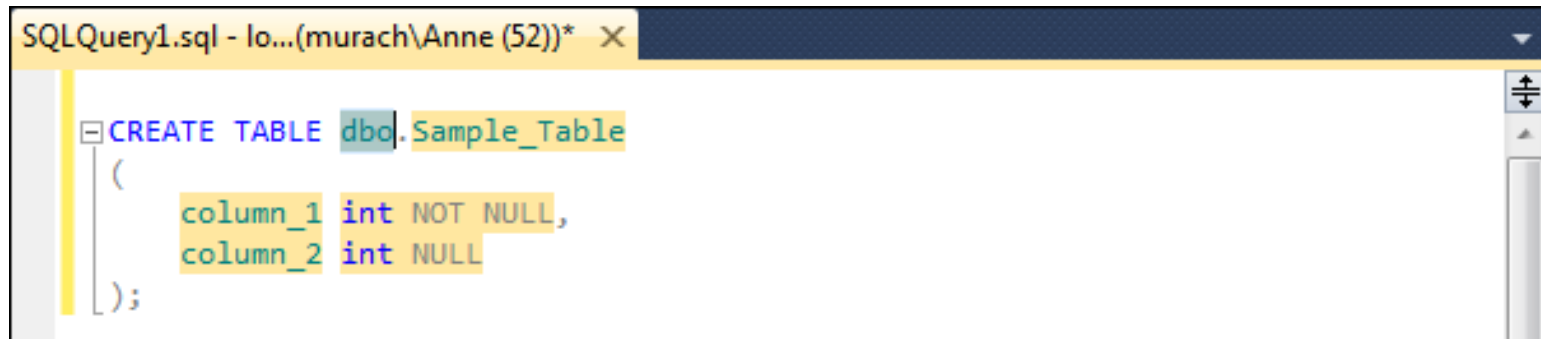 SQLQuery1.sql - lo...(murach\Anne (52))*
CREATE TABLE dbo.Sample_Table
(
column_1 int NOT NULL,
column_2 int NULL
);